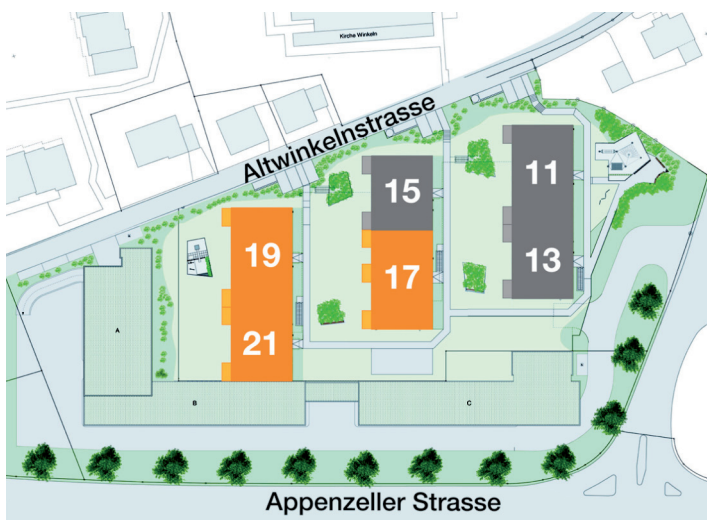 Kirche Winkeln
Altwinkelnstrasse
11
15
13
19
17
21
A
B
C
Appenzeller Strasse